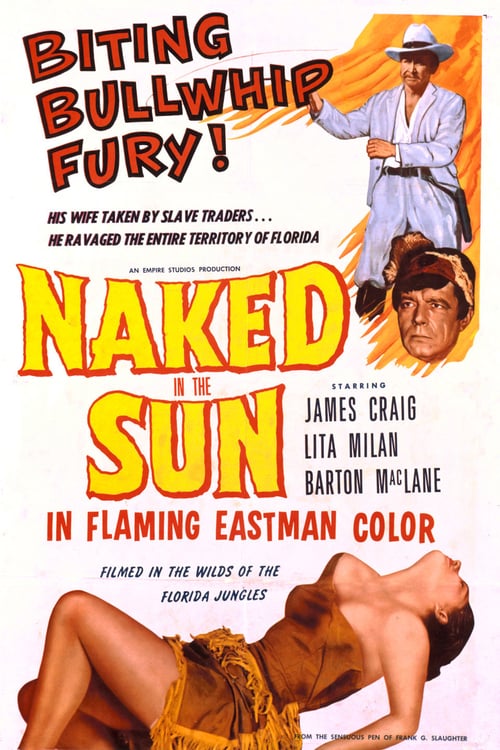 BITING
BULLWHIP
FURY!
HIS WIFE TAKEN BY SLAVE TRADERS...
HE RAVAGED THE ENTIRE TERRITORY OF FLORIDA
AN EMPIRE STUDIOS PRODUCTION
NAKED
IN THE
SUN
STARRING
JAMES CRAIG
LITA MILAN
BARTON MACLANE
IN FLAMING EASTMAN COLOR
FILMED IN THE WILDS OF THE
FLORIDA JUNGLES
FROM THE SENSUOUS PEN OF FRANK G. SLAUGHTER